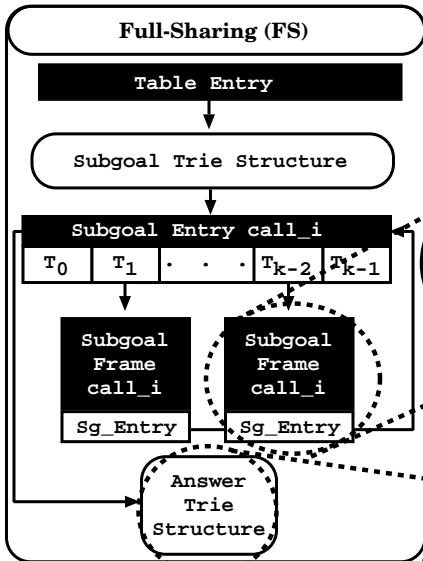 Full-Sharing (FS)
Table Entry
Subgoal Trie Structure
Subgoal Entry call_i
T0 T1 . . . Tk-2 Tk-1
Subgoal Subgoal
Frame Frame
call_i call_i
Sg_Entry Sg_Entry
Answer
Trie
Structure